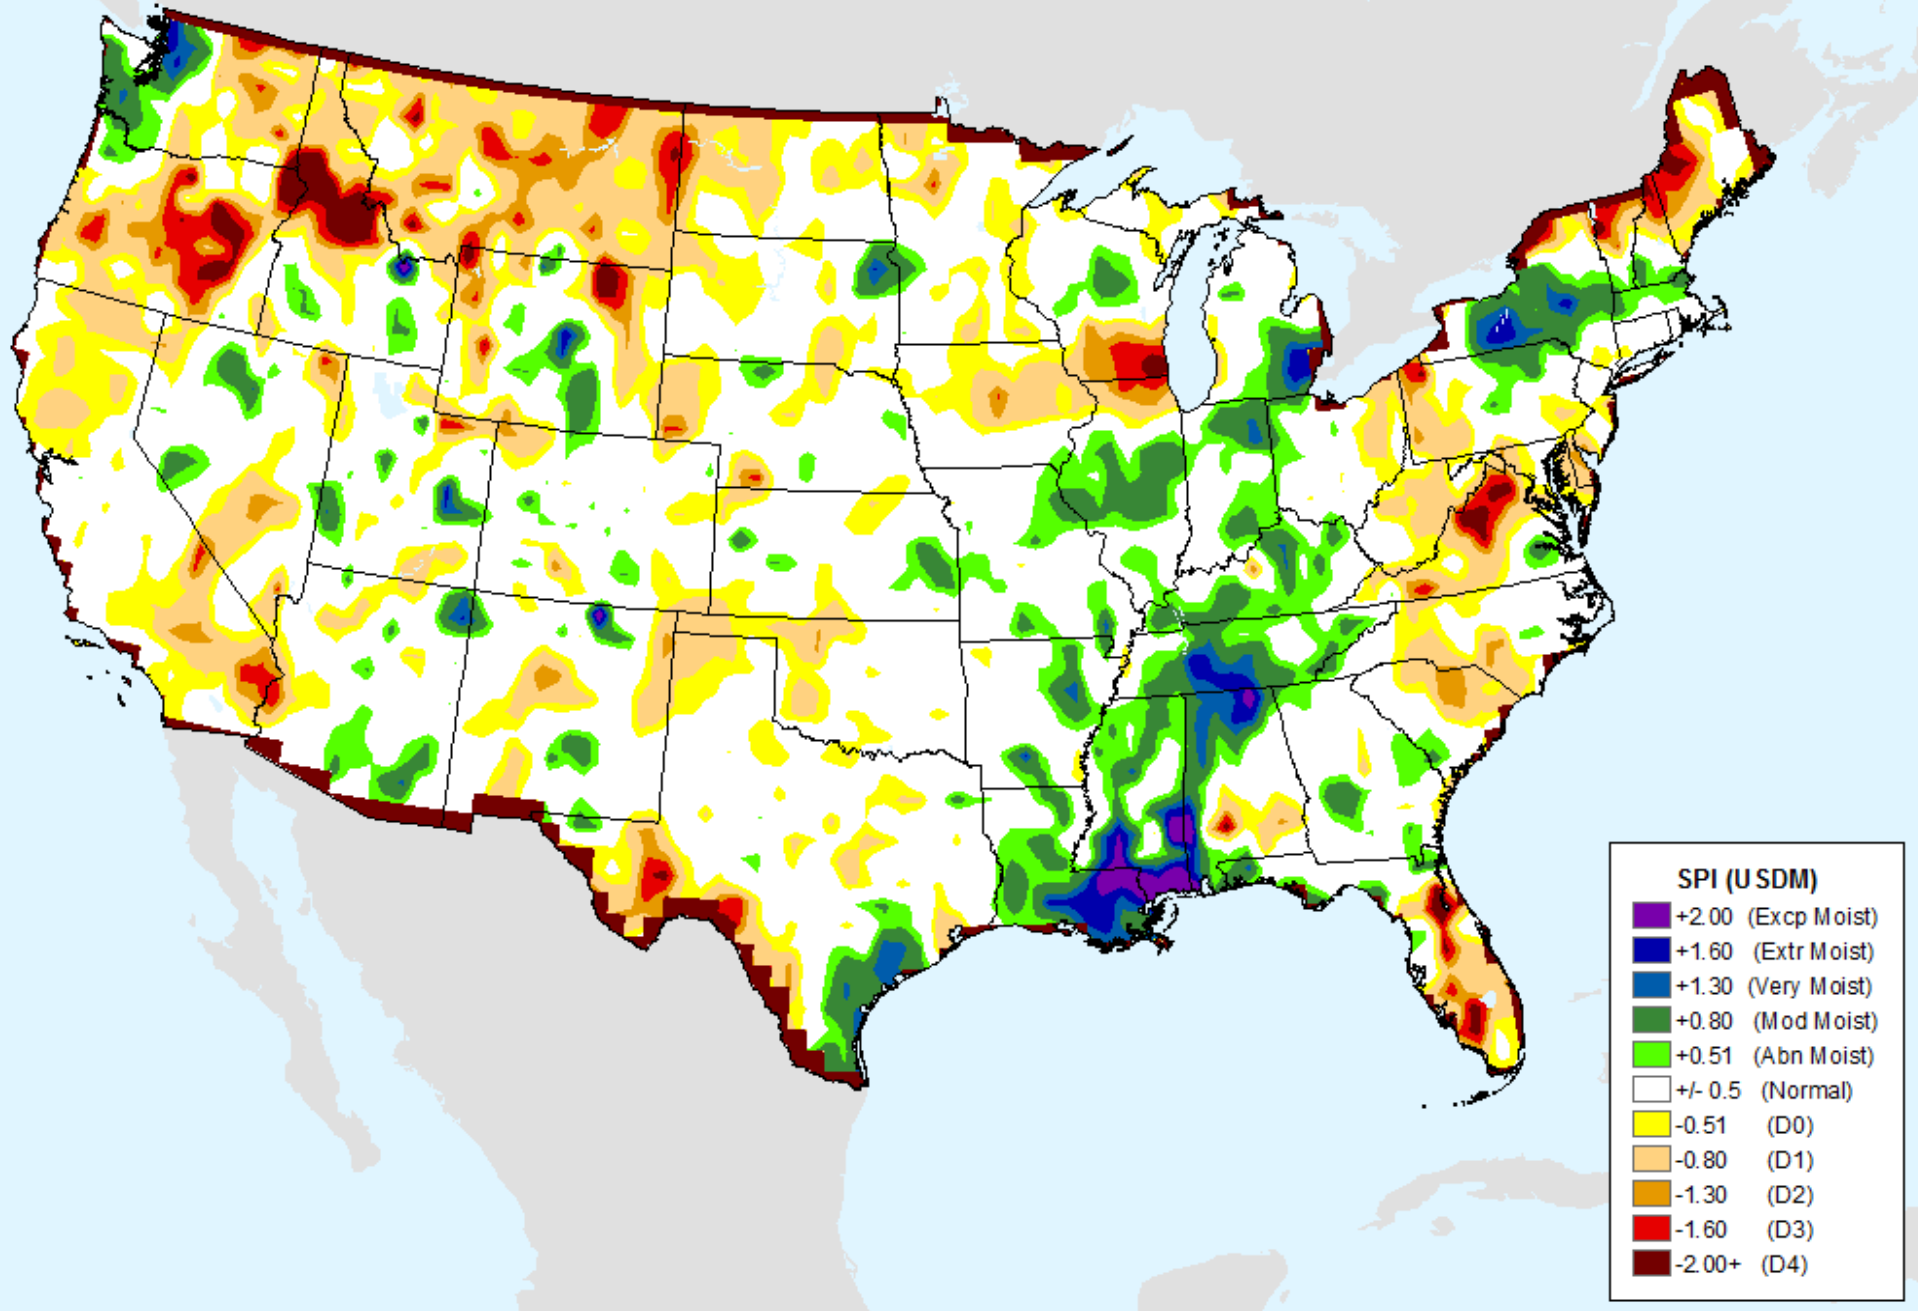 SPI (USDM)
+2.00 (Excp Moist)
+1.60 (Extr Moist)
+1.30 (Very Moist)
+0.80 (Mod Moist)
+0.51 (Abn Moist)
+/- 0.5 (Normal)
-0.51 (D0)
-0.80 (D1)
-1.30 (D2)
-1.60 (D3)
-2.00+ (D4)